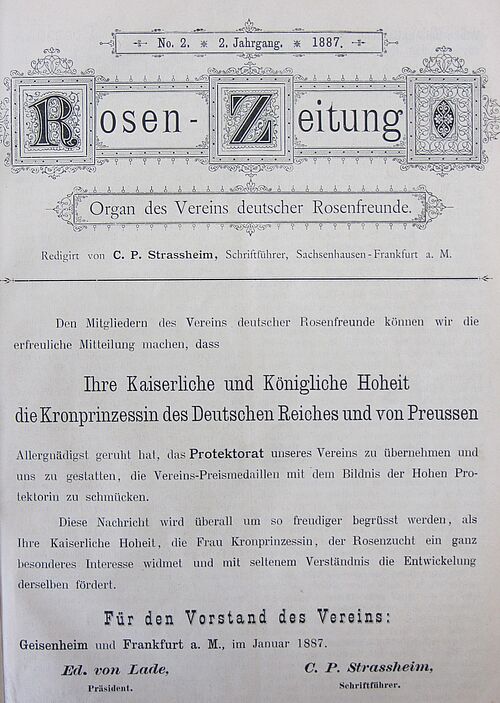 No. 2. * 2. Jahrgang. * 1887.
Rosen-Zeitung
Organ des Vereins deutscher Rosenfreunde.
Redigirt von C. P. Strassheim, Schriftführer, Sachsenhausen-Frankfurt a. M.
Den Mitgliedern des Vereins deutscher Rosenfreunde können wir die
erfreuliche Mitteilung machen, dass
Ihre Kaiserliche und Königliche Hoheit
die Kronprinzessin des Deutschen Reiches und von Preussen
Allergnädigst geruht hat, das Protektorat unseres Vereins zu übernehmen und
uns zu gestatten, die Vereins-Preismedaillen mit dem Bildnis der Hohen Pro-
tektorin zu schmücken.
Diese Nachricht wird überall um so freudiger begrüsst werden, als
Ihre Kaiserliche Hoheit, die Frau Kronprinzessin, der Rosenzucht ein ganz
besonderes Interesse widmet und mit seltenem Verständnis die Entwickelung
derselben fördert.
Für den Vorstand des Vereins:
Geisenheim und Frankfurt a. M., im Januar 1887.
Ed. von Lade, C. P. Strassheim,
Präsident. Schriftführer.